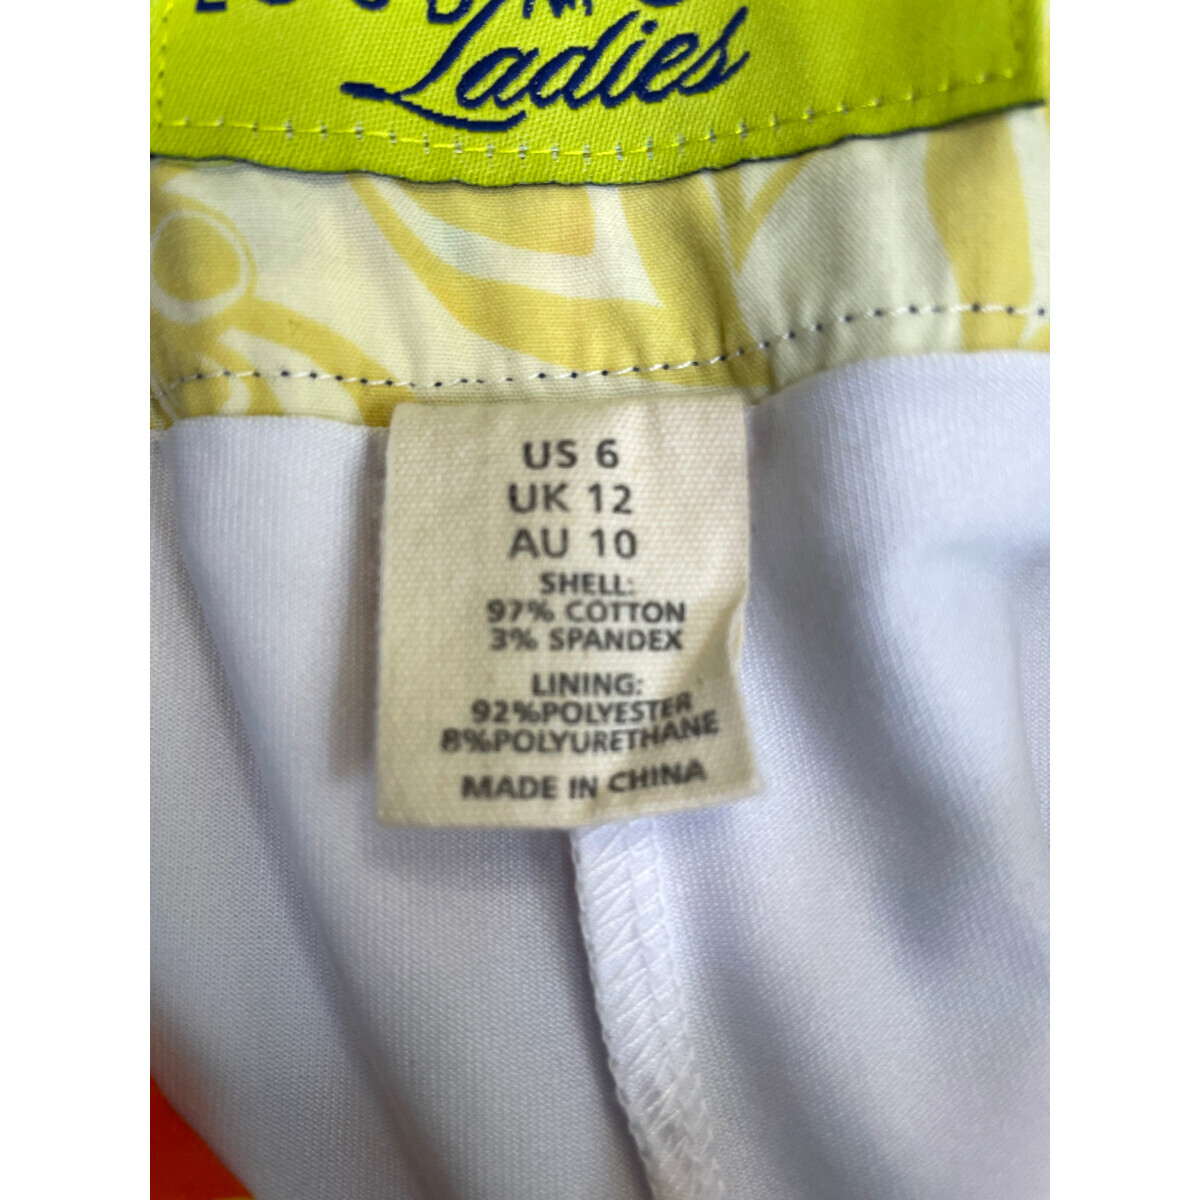 Ladies
US 6
UK 12
AU 10
SHELL:
97% COTTON
3% SPANDEX
LINING:
92%POLYESTER
8%POLYURETHANE
MADE IN CHINA